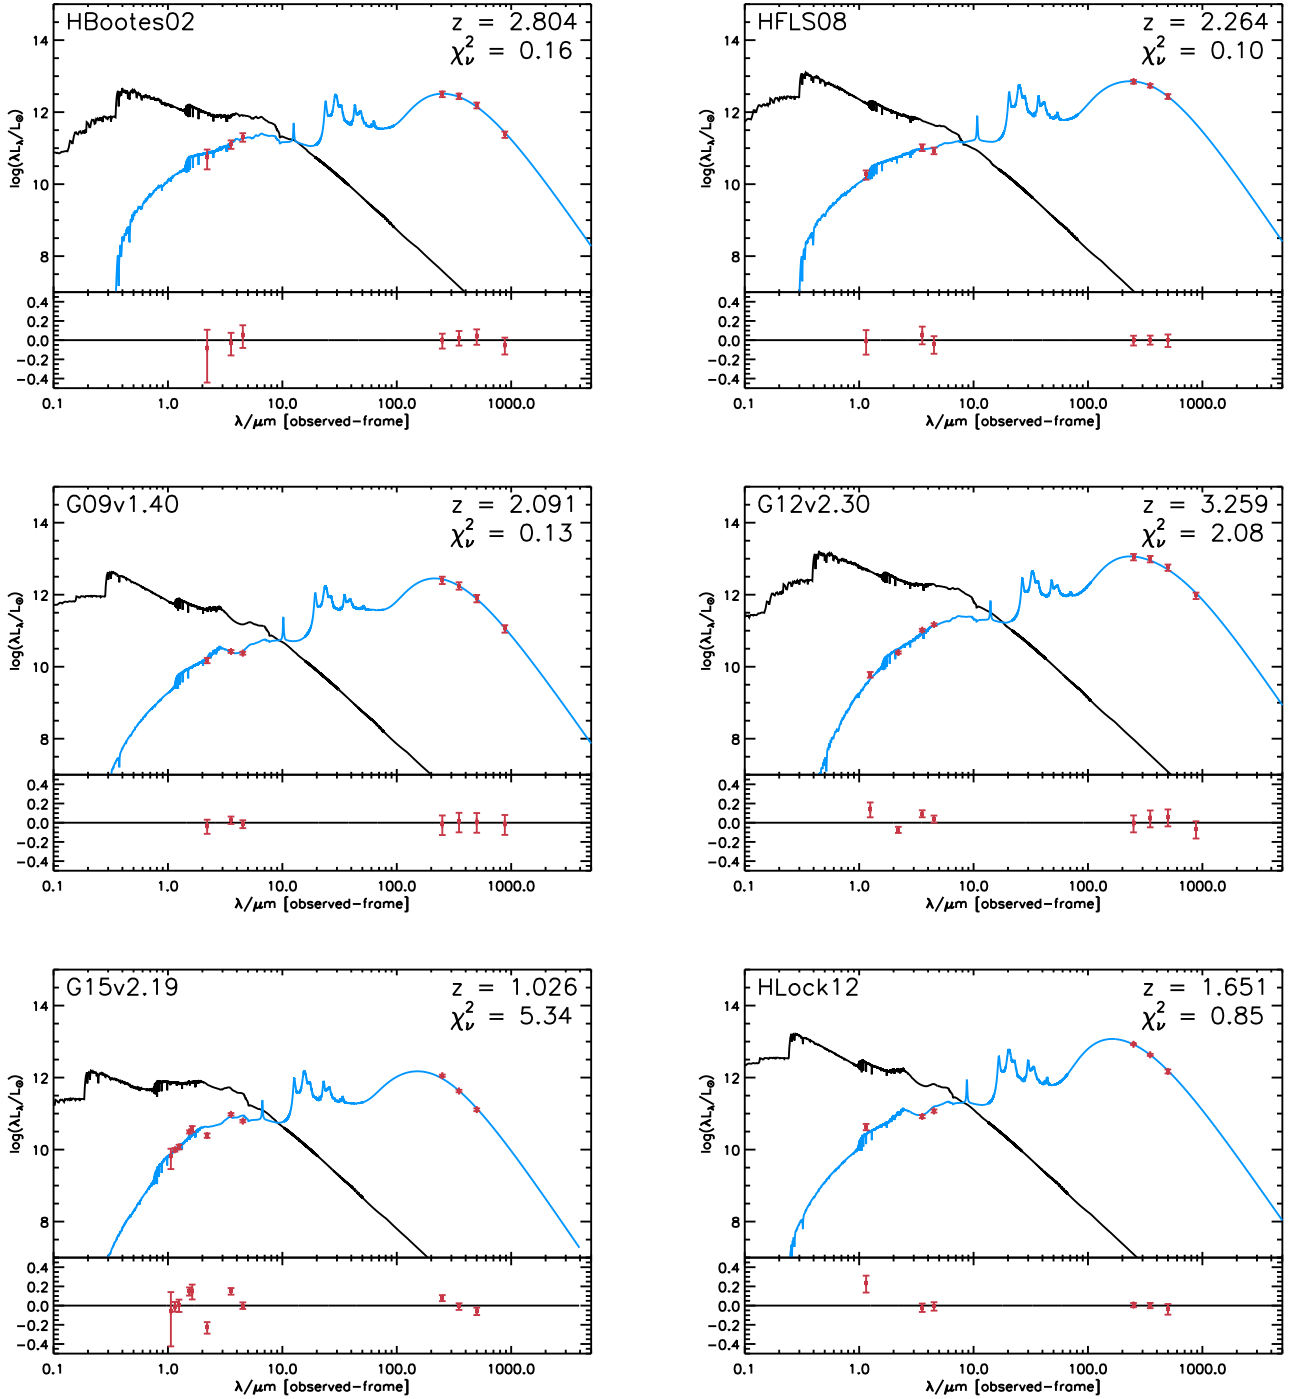 HBootes02
z = 2.804
χ²ᵥ = 0.16
14
12
10
8
log(λLλ/L⊙)
0.4
0.2
0.0
−0.2
−0.4
0.1 1.0 10.0 100.0 1000.0
λ/μm [observed−frame]
HFLS08
z = 2.264
χ²ᵥ = 0.10
14
12
10
8
log(λLλ/L⊙)
0.4
0.2
0.0
−0.2
−0.4
0.1 1.0 10.0 100.0 1000.0
λ/μm [observed−frame]
G09v1.40
z = 2.091
χ²ᵥ = 0.13
14
12
10
8
log(λLλ/L⊙)
0.4
0.2
0.0
−0.2
−0.4
0.1 1.0 10.0 100.0 1000.0
λ/μm [observed−frame]
G12v2.30
z = 3.259
χ²ᵥ = 2.08
14
12
10
8
log(λLλ/L⊙)
0.4
0.2
0.0
−0.2
−0.4
0.1 1.0 10.0 100.0 1000.0
λ/μm [observed−frame]
G15v2.19
z = 1.026
χ²ᵥ = 5.34
14
12
10
8
log(λLλ/L⊙)
0.4
0.2
0.0
−0.2
−0.4
0.1 1.0 10.0 100.0 1000.0
λ/μm [observed−frame]
HLock12
z = 1.651
χ²ᵥ = 0.85
14
12
10
8
log(λLλ/L⊙)
0.4
0.2
0.0
−0.2
−0.4
0.1 1.0 10.0 100.0 1000.0
λ/μm [observed−frame]